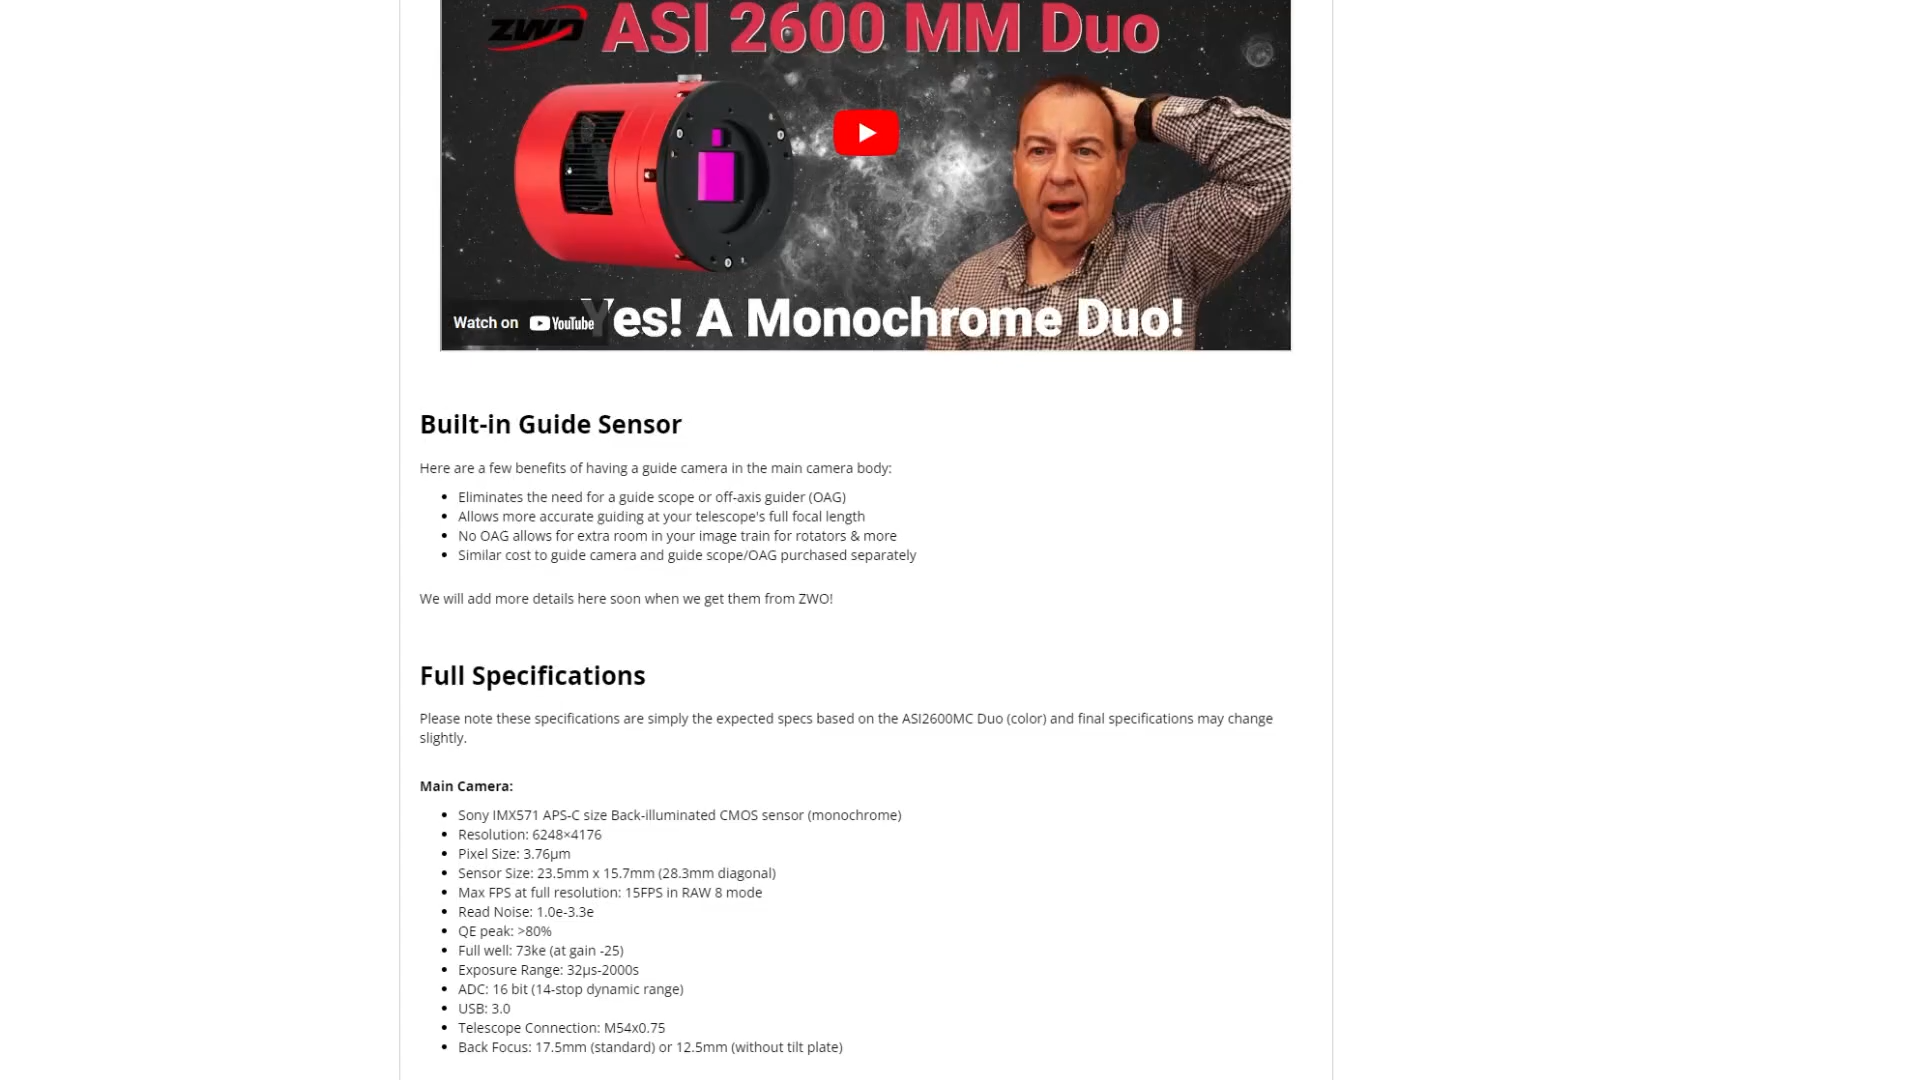 ZWO ASI 2600 MM Duo
Watch on YouTube Yes! A Monochrome Duo!
Built-in Guide Sensor
Here are a few benefits of having a guide camera in the main camera body:
• Eliminates the need for a guide scope or off-axis guider (OAG)
• Allows more accurate guiding at your telescope's full focal length
• No OAG allows for extra room in your image train for rotators & more
• Similar cost to guide camera and guide scope/OAG purchased separately
We will add more details here soon when we get them from ZWO!
Full Specifications
Please note these specifications are simply the expected specs based on the ASI2600MC Duo (color) and final specifications may change
slightly.
Main Camera:
• Sony IMX571 APS-C size Back-illuminated CMOS sensor (monochrome)
• Resolution: 6248×4176
• Pixel Size: 3.76µm
• Sensor Size: 23.5mm x 15.7mm (28.3mm diagonal)
• Max FPS at full resolution: 15FPS in RAW 8 mode
• Read Noise: 1.0e-3.3e
• QE peak: >80%
• Full well: 73ke (at gain -25)
• Exposure Range: 32µs-2000s
• ADC: 16 bit (14-stop dynamic range)
• USB: 3.0
• Telescope Connection: M54x0.75
• Back Focus: 17.5mm (standard) or 12.5mm (without tilt plate)